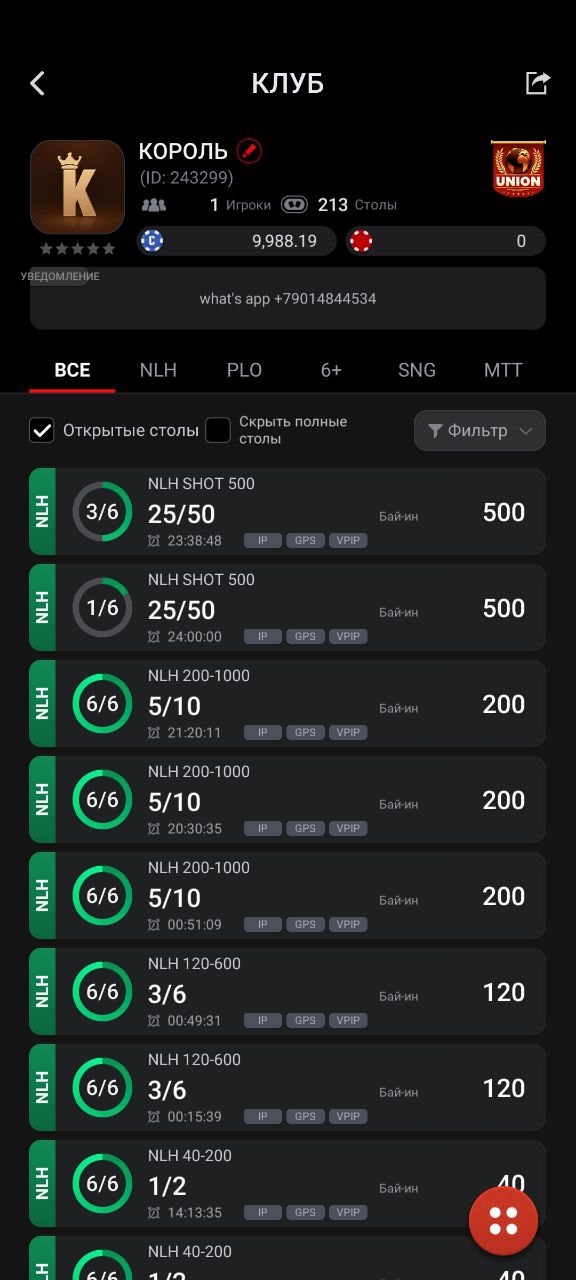 КЛУБ
K
КОРОЛЬ
(ID: 243299)
UNION
1 Игроки 213 Столы
C 9,988.19 0
УВЕДОМЛЕНИЕ
what's app +79014844534
ВСЕ NLH PLO 6+ SNG MTT
Открытые столы Скрыть полные столы Фильтр
NLH 3/6 NLH SHOT 500
25/50 Бай-ин 500
23:38:48 IP GPS VPIP
NLH 1/6 NLH SHOT 500
25/50 Бай-ин 500
24:00:00 IP GPS VPIP
NLH 6/6 NLH 200-1000
5/10 Бай-ин 200
21:20:11 IP GPS VPIP
NLH 6/6 NLH 200-1000
5/10 Бай-ин 200
20:30:35 IP GPS VPIP
NLH 6/6 NLH 200-1000
5/10 Бай-ин 200
00:51:09 IP GPS VPIP
NLH 6/6 NLH 120-600
3/6 Бай-ин 120
00:49:31 IP GPS VPIP
NLH 6/6 NLH 120-600
3/6 Бай-ин 120
00:15:39 IP GPS VPIP
NLH 6/6 NLH 40-200
1/2 Бай-ин 40
14:13:35 IP GPS VPIP
NLH 6/6 NLH 40-200
1/2 40